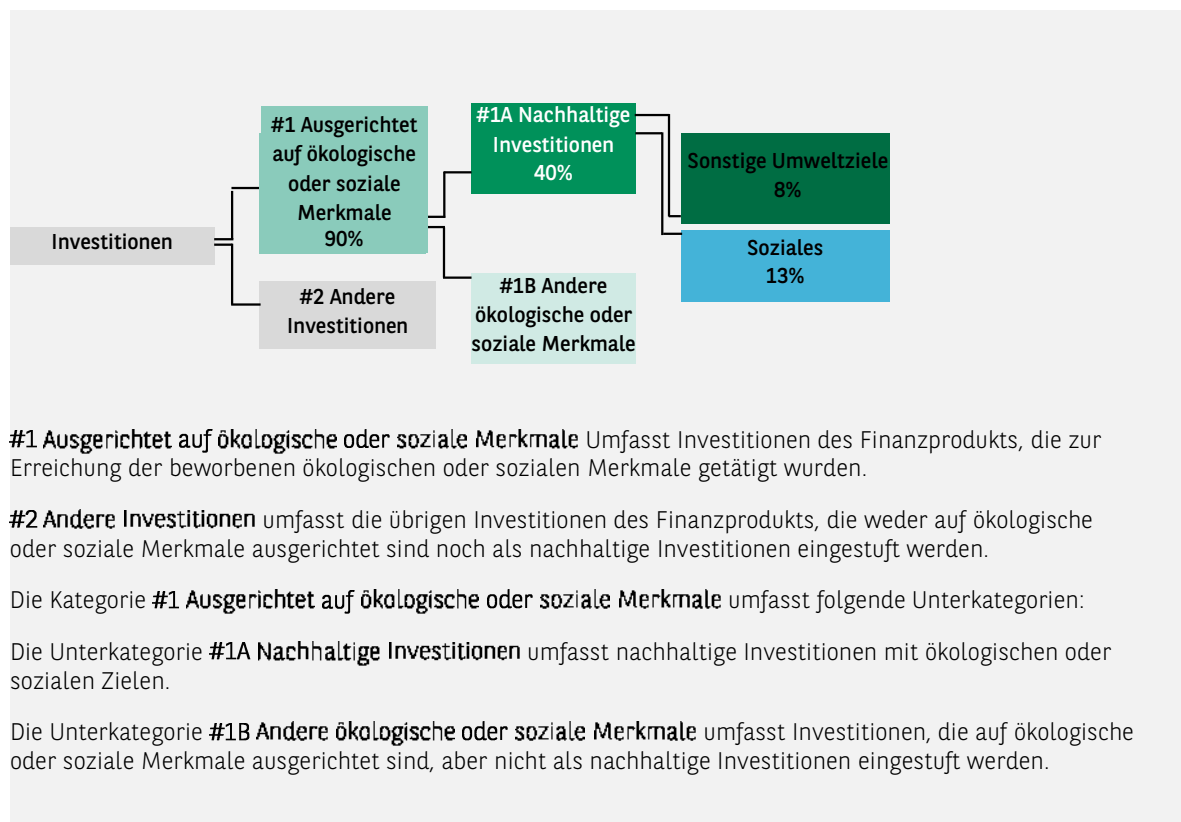 Investitionen
#1 Ausgerichtet
auf ökologische
oder soziale
Merkmale
90%
#2 Andere
Investitionen
#1A Nachhaltige
Investitionen
40%
#1B Andere
ökologische oder
soziale Merkmale
Sonstige Umweltziele
8%
Soziales
13%
#1 Ausgerichtet auf ökologische oder soziale Merkmale Umfasst Investitionen des Finanzprodukts, die zur
Erreichung der beworbenen ökologischen oder sozialen Merkmale getätigt wurden.
#2 Andere Investitionen umfasst die übrigen Investitionen des Finanzprodukts, die weder auf ökologische
oder soziale Merkmale ausgerichtet sind noch als nachhaltige Investitionen eingestuft werden.
Die Kategorie #1 Ausgerichtet auf ökologische oder soziale Merkmale umfasst folgende Unterkategorien:
Die Unterkategorie #1A Nachhaltige Investitionen umfasst nachhaltige Investitionen mit ökologischen oder
sozialen Zielen.
Die Unterkategorie #1B Andere ökologische oder soziale Merkmale umfasst Investitionen, die auf ökologische
oder soziale Merkmale ausgerichtet sind, aber nicht als nachhaltige Investitionen eingestuft werden.